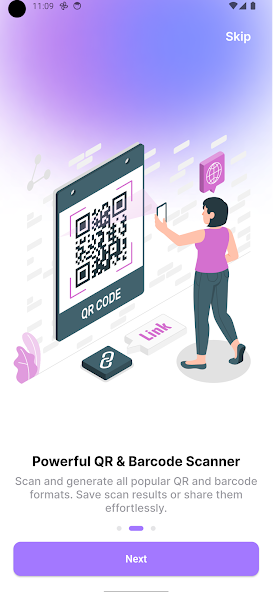 11:09
Skip
QR CODE
Link
Powerful QR & Barcode Scanner
Scan and generate all popular QR and barcode
formats. Save scan results or share them
effortlessly.
Next